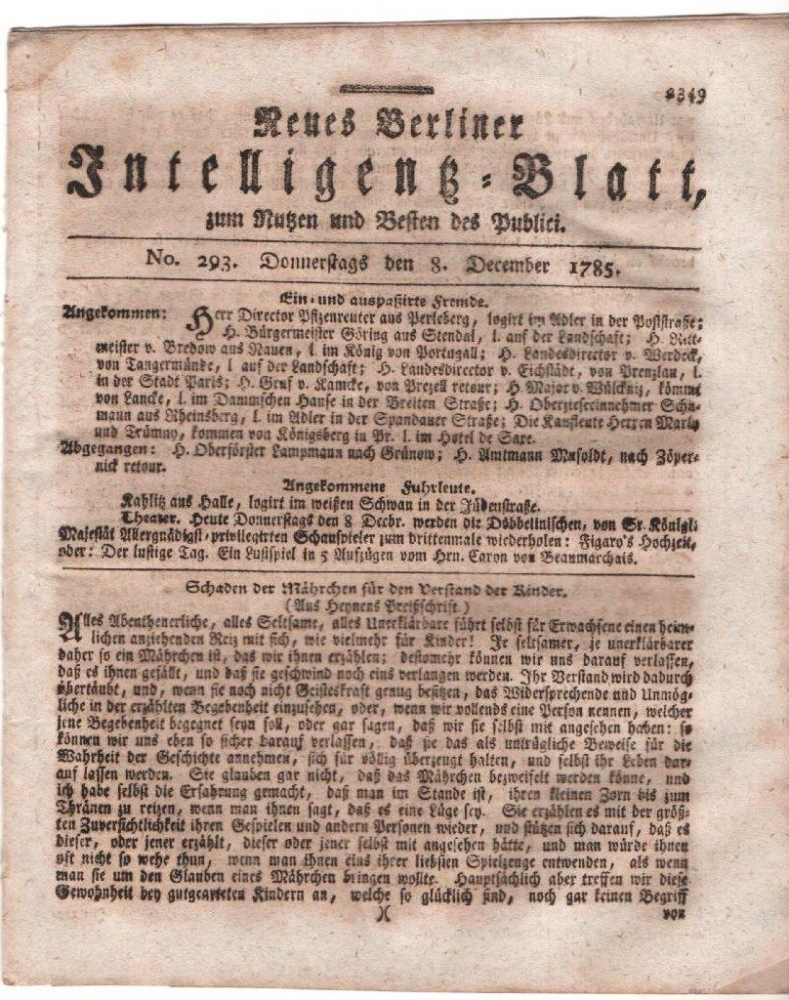 2349
Neues Berliner
Intelligentz-Blatt,
zum Nutzen und Besten des Publici.
No. 293. Donnerstags den 8. December 1785.
Ein- und auspaßirte Fremde.
Angekommen: Herr Director Pfizenreuter aus Perleberg, logirt im Adler in der Poststraße;
H. Bürgermeister Göring aus Stendal, l. auf der Landschaft; H. Ritt-
meister v. Bredow aus Nauen, l. im König von Portugall; H. Landesdirector v. Werdeck,
von Tangermünde, l auf der Landschaft; H. Landesdirector v. Eichstädt, von Prenzlau, l.
in der Stadt Paris; H. Graf v. Kamcke, von Prezell retour; H. Major v. Wülckniz, kömmt
von Lancke, l. im Dammschen Hause in der Breiten Straße; H. Oberzieseeinnehmer Schu-
mann aus Rheinsberg, l. im Adler in der Spandauer Straße; Die Kaufleute Herren
und Trümny, kommen von Königsberg in Pr. l. im Hotel de Saxe.
Abgegangen: H. Oberförster Lampmann nach Grünow; H. Amtmann Musoldt, nach Zöper-
nick retour.
Angekommene Fuhrleute.
Kahlitz aus Halle, logirt im weißen Schwan in der Jüdenstraße.
Theater. Heute Donnerstags den 8 Decbr. werden die Döbbelinischen, von Sr. Königl.
Majestät Allergnädigst-privilegirten Schauspieler zum drittenmale wiederholen: Figaro's Hochzeit,
oder: Der lustige Tag. Ein Lustspiel in 5 Aufzügen vom Hrn. Caron von Beaumarchais.
Schaden der Mährchen für den Verstand der Kinder.
(Aus Heynens Preißschrift.)
Alles Abentheuerliche, alles Seltsame, alles Unerklärbare führt selbst für Erwachsene einen heim-
lichen anziehenden Reiz mit sich, wie vielmehr für Kinder! Je seltsamer, je unerklärbarer
daher so ein Mährchen ist, das wir ihnen erzählen; destomehr können wir uns darauf verlassen,
daß es ihnen gefällt, und daß sie geschwind noch eins verlangen werden. Ihr Verstand wird dadurch
übertäubt, und, wenn sie noch nicht Geisteskraft genug besitzen, das Widersprechende und Unmög-
liche in der erzählten Begebenheit einzusehen, oder, wenn wir vollends eine Person nennen, welcher
jene Begebenheit begegnet seyn soll, oder gar sagen, daß wir sie selbst mit angesehen haben: so
können wir uns eben so sicher darauf verlassen, daß sie das als untrügliche Beweise für die
Wahrheit der Geschichte annehmen, sich für völlig überzeugt halten, und selbst ihr Leben dar-
auf lassen werden. Sie glauben gar nicht, daß das Mährchen bezweifelt werden könne, und
ich habe selbst die Erfahrung gemacht, daß man im Stande ist, ihren kleinen Zorn bis zum
Thränen zu reizen, wenn man ihnen sagt, daß es eine Lüge sey. Sie erzählen es mit der größ-
ten Zuversichtlichkeit ihren Gespielen und andern Personen wieder, und stützen sich darauf, daß es
dieser, oder jener erzählt, dieser oder jener selbst mit angesehen hätte, und man würde ihnen
oft nicht so wehe thun, wenn man ihnen eins ihrer liebsten Spielzeuge entwenden, als wenn
man sie um den Glauben eines Mährchen bringen wollte. Hauptsächlich aber treffen wir diese
Gewohnheit bey gutgearteten Kindern an, welche so glücklich sind, noch gar keinen Begriff
)(
von